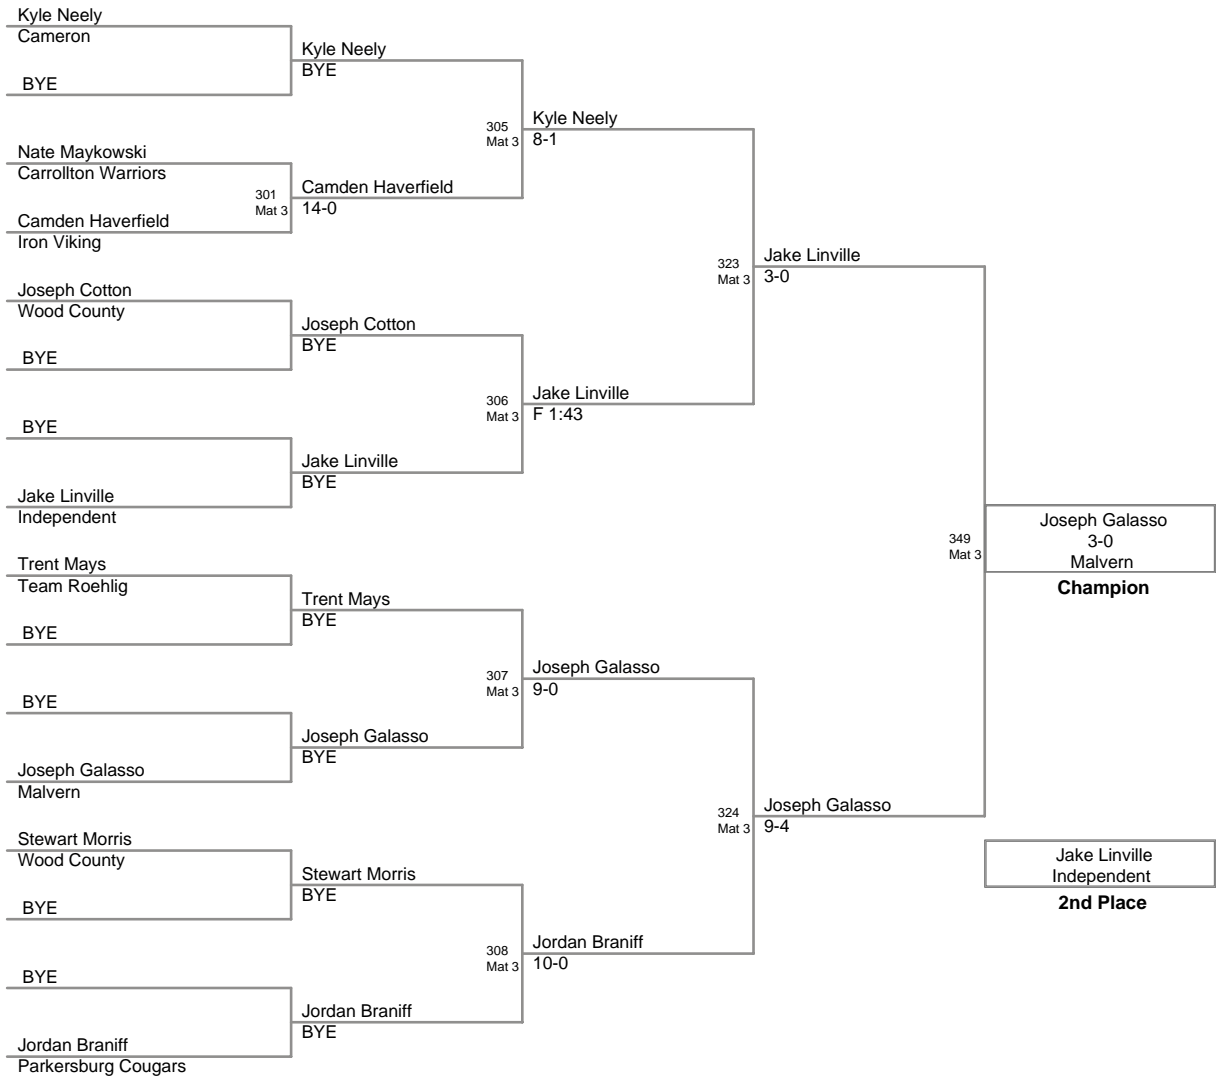 Kyle Neely
Cameron
BYE
Nate Maykowski
Carrollton Warriors
Camden Haverfield
Iron Viking
Joseph Cotton
Wood County
BYE
BYE
Jake Linville
Independent
Trent Mays
Team Roehlig
BYE
BYE
Joseph Galasso
Malvern
Stewart Morris
Wood County
BYE
BYE
Jordan Braniff
Parkersburg Cougars
Kyle Neely
BYE
301
Mat 3
Camden Haverfield
14-0
Joseph Cotton
BYE
Jake Linville
BYE
Trent Mays
BYE
Joseph Galasso
BYE
Stewart Morris
BYE
Jordan Braniff
BYE
305
Mat 3
Kyle Neely
8-1
306
Mat 3
Jake Linville
F 1:43
307
Mat 3
Joseph Galasso
9-0
308
Mat 3
Jordan Braniff
10-0
323
Mat 3
Jake Linville
3-0
324
Mat 3
Joseph Galasso
9-4
349
Mat 3
Joseph Galasso
3-0
Malvern
Champion
Jake Linville
Independent
2nd Place